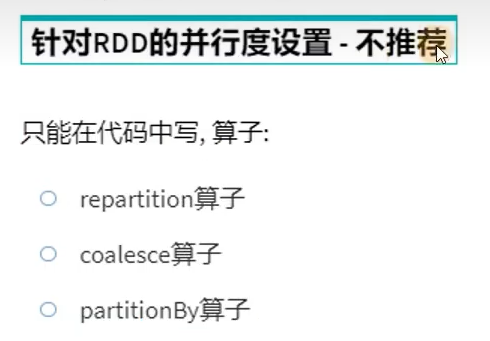 针对RDD的并行度设置 - 不推荐
只能在代码中写, 算子:
repartition算子
coalesce算子
partitionBy算子